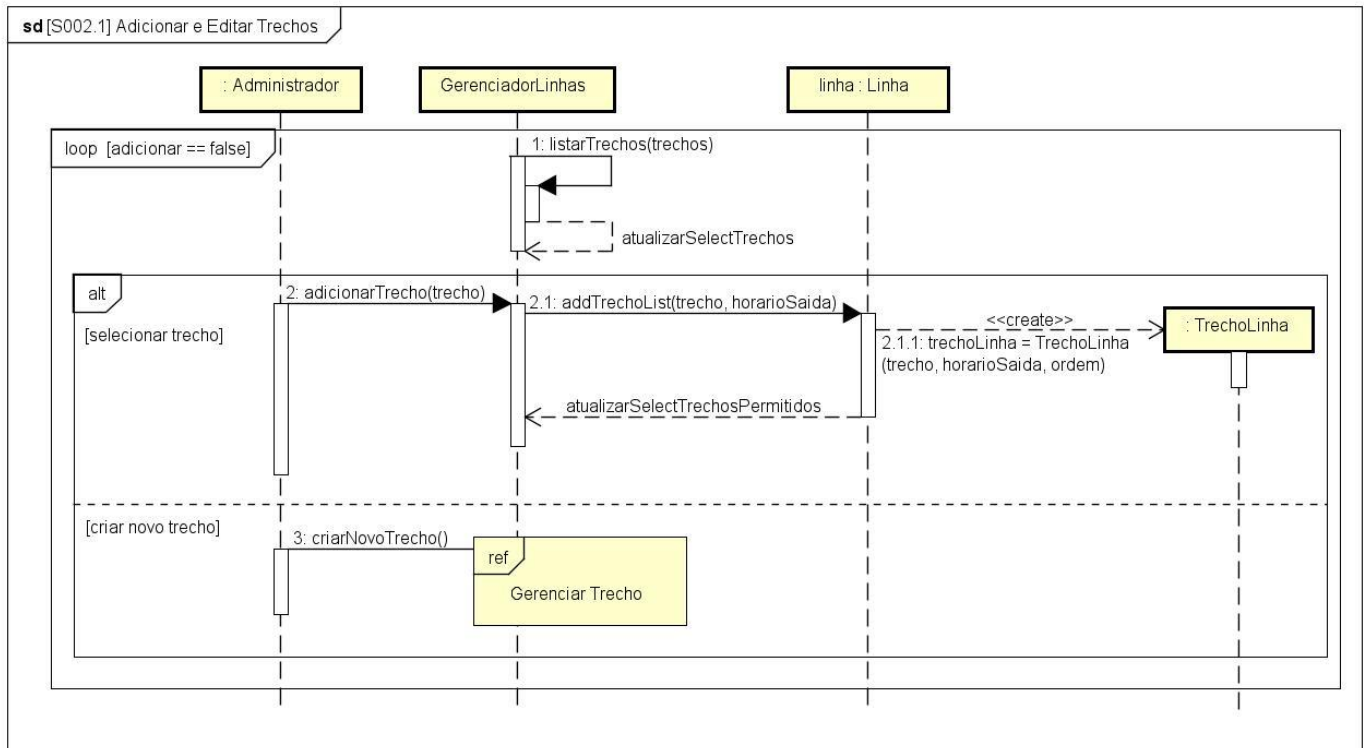 sd [S002.1] Adicionar e Editar Trechos
: Administrador
GerenciadorLinhas
linha : Linha
loop [adicionar == false]
1: listarTrechos(trechos)
atualizarSelectTrechos
alt
[selecionar trecho]
2: adicionarTrecho(trecho)
2.1: addTrechoList(trecho, horarioSaida)
<<create>>
2.1.1: trechoLinha = TrechoLinha
(trecho, horarioSaida, ordem)
: TrechoLinha
atualizarSelectTrechosPermitidos
[criar novo trecho]
3: criarNovoTrecho()
ref
Gerenciar Trecho